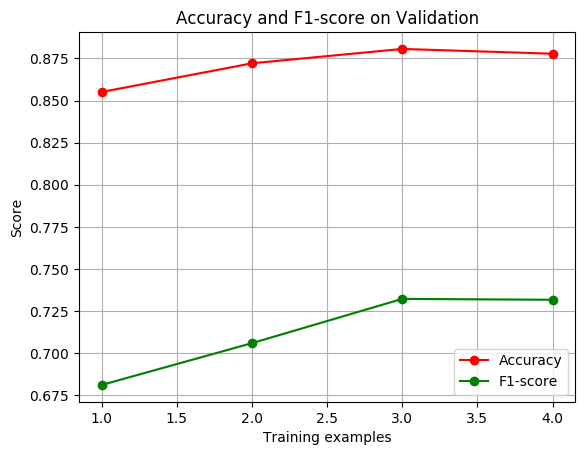 Accuracy and F1-score on Validation
Score
0.875
0.850
0.825
0.800
0.775
0.750
0.725
0.700
0.675
Accuracy
F1-score
1.0 1.5 2.0 2.5 3.0 3.5 4.0
Training examples